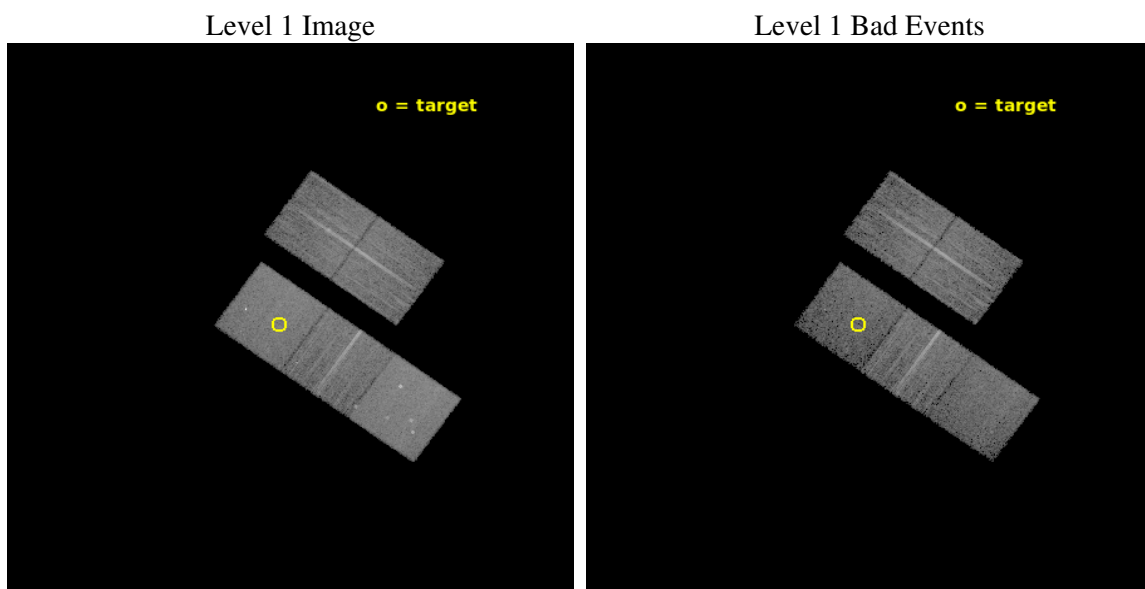 Level 1 Image
Level 1 Bad Events
o = target
o = target